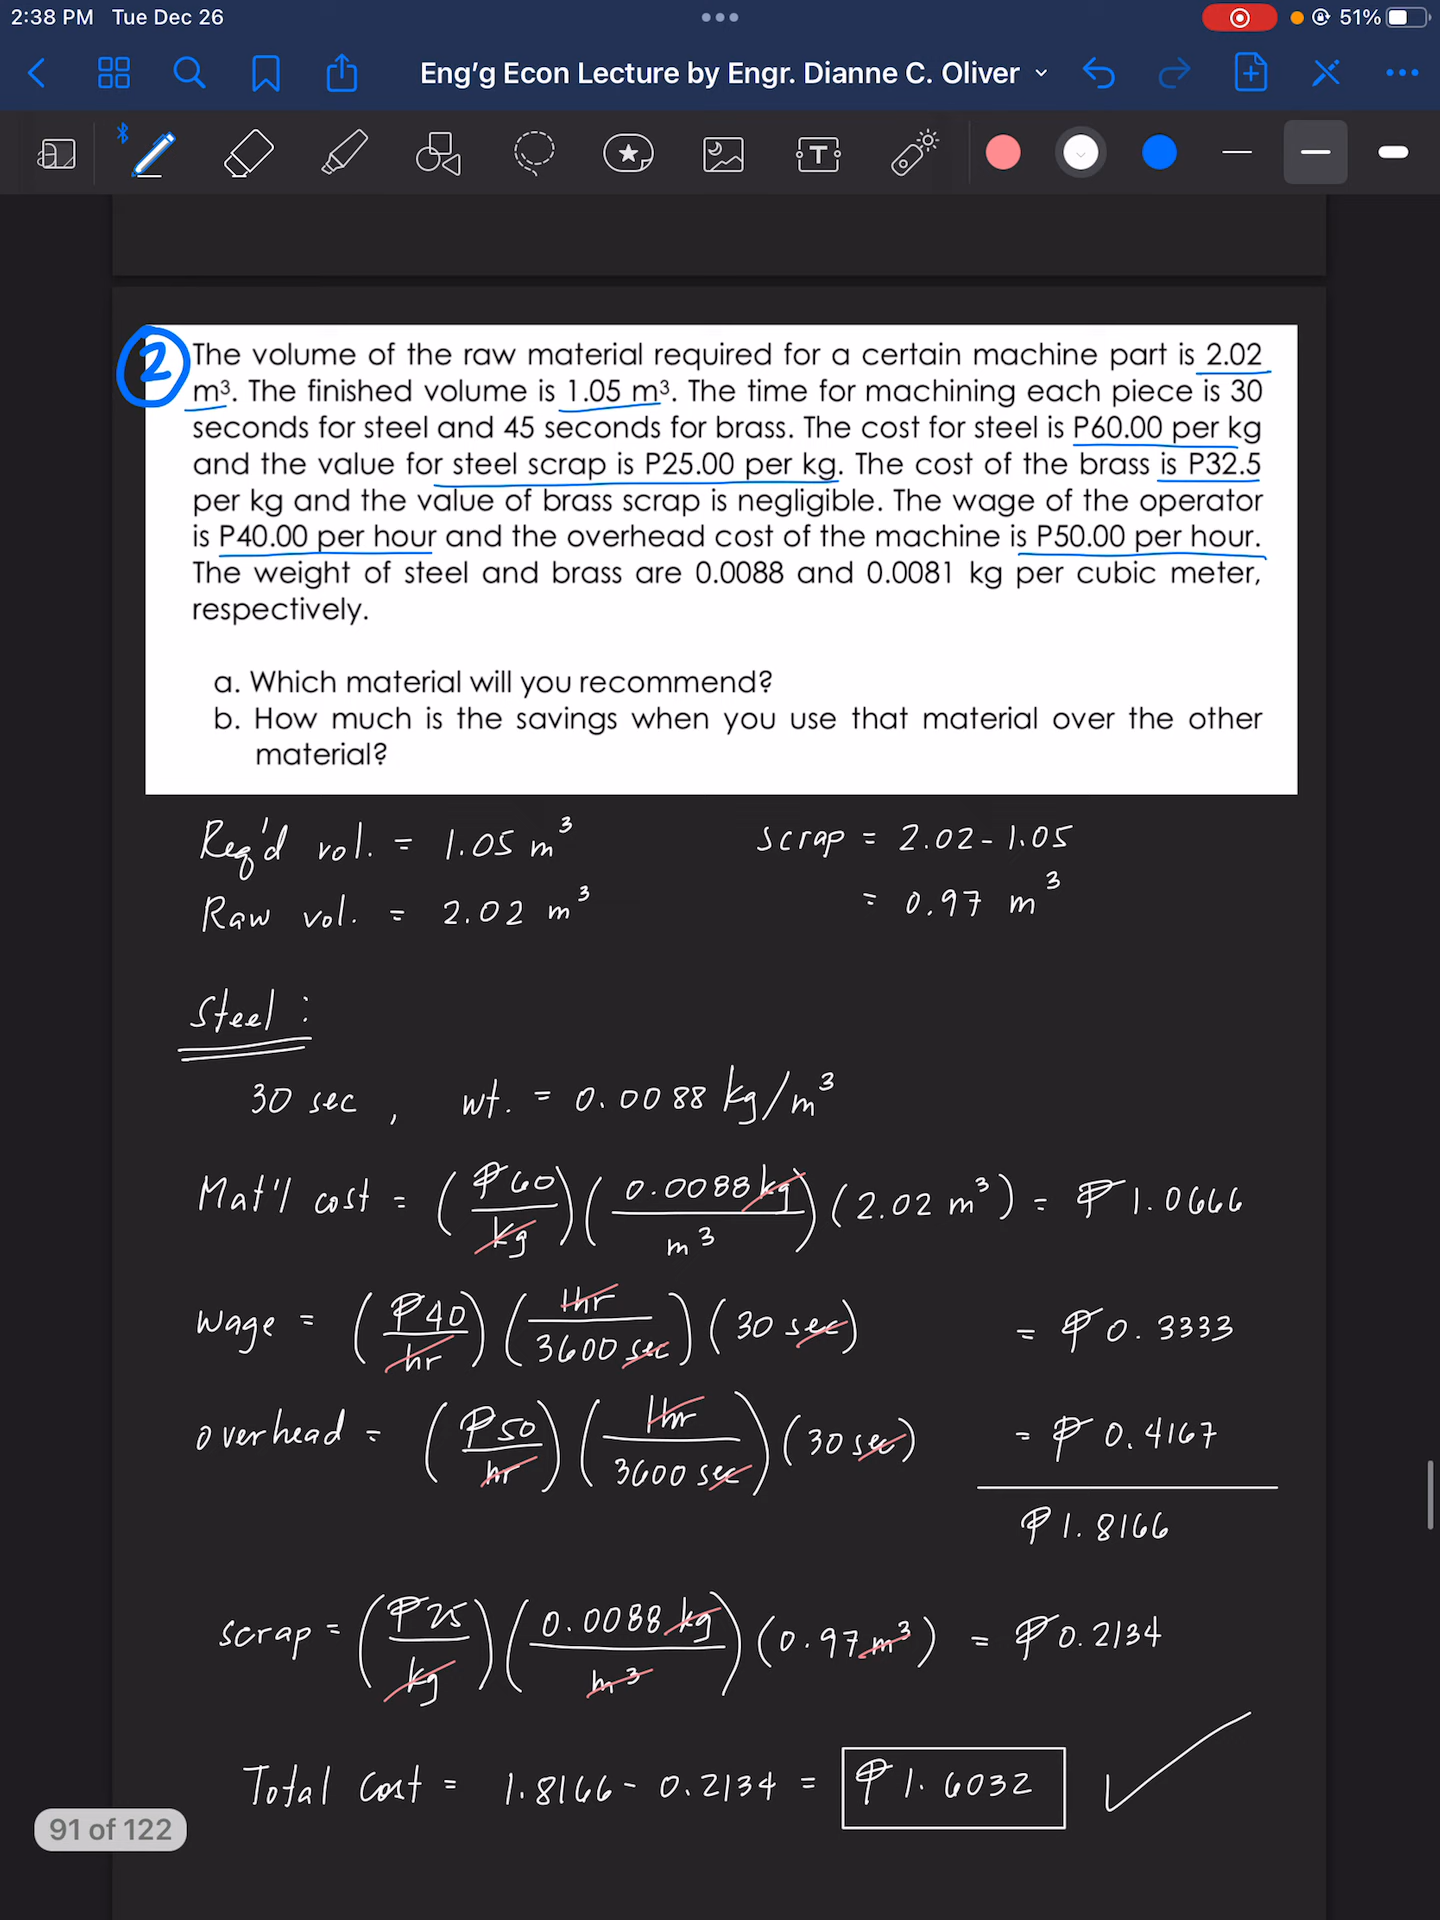 2:38 PM Tue Dec 26
51%
Eng'g Econ Lecture by Engr. Dianne C. Oliver
2
The volume of the raw material required for a certain machine part is 2.02
m³. The finished volume is 1.05 m³. The time for machining each piece is 30
seconds for steel and 45 seconds for brass. The cost for steel is P60.00 per kg
and the value for steel scrap is P25.00 per kg. The cost of the brass is P32.5
per kg and the value of brass scrap is negligible. The wage of the operator
is P40.00 per hour and the overhead cost of the machine is P50.00 per hour.
The weight of steel and brass are 0.0088 and 0.0081 kg per cubic meter,
respectively.
a. Which material will you recommend?
b. How much is the savings when you use that material over the other
material?
Req'd vol. = 1.05 m³
scrap = 2.02 - 1.05
Raw vol. = 2.02 m³
= 0.97 m³
Steel :
30 sec , wt. = 0.0088 kg/m³
Mat'l cost = (₱60/kg)(0.0088 kg/m³)(2.02 m³) = ₱1.0666
wage = (₱40/hr)(1hr/3600 sec)(30 sec) = ₱0.3333
overhead = (₱50/hr)(1hr/3600 sec)(30 sec) = ₱0.4167
₱1.8166
scrap = (₱25/kg)(0.0088 kg/m³)(0.97 m³) = ₱0.2134
Total cost = 1.8166 - 0.2134 = ₱1.6032
91 of 122